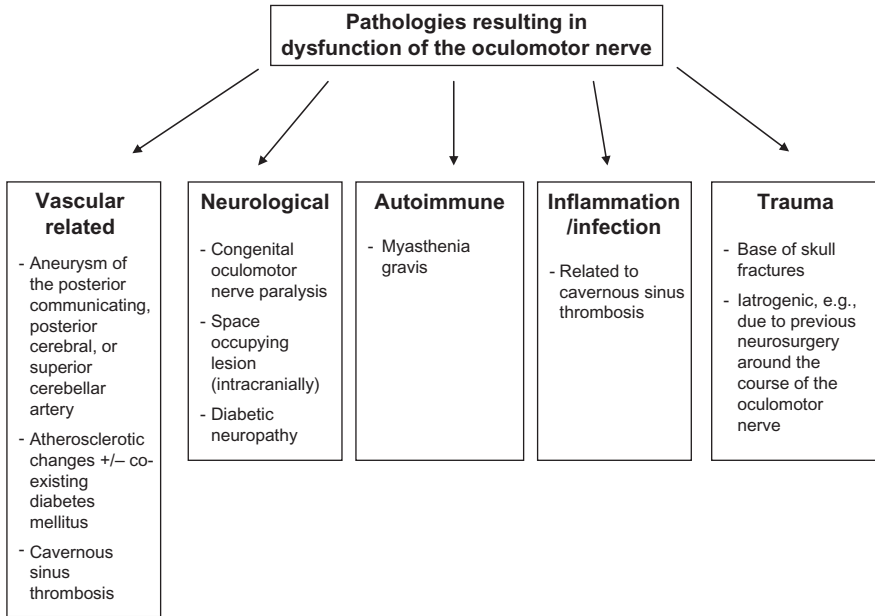 Pathologies resulting in
dysfunction of the oculomotor nerve
Vascular
related
- Aneurysm of
the posterior
communicating,
posterior
cerebral, or
superior
cerebellar
artery
- Atherosclerotic
changes +/– co-
existing
diabetes
mellitus
- Cavernous
sinus
thrombosis
Neurological
- Congenital
oculomotor
nerve paralysis
- Space
occupying
lesion
(intracranially)
- Diabetic
neuropathy
Autoimmune
- Myasthenia
gravis
Inflammation
/infection
- Related to
cavernous sinus
thrombosis
Trauma
- Base of skull
fractures
- Iatrogenic, e.g.,
due to previous
neurosurgery
around the
course of the
oculomotor
nerve